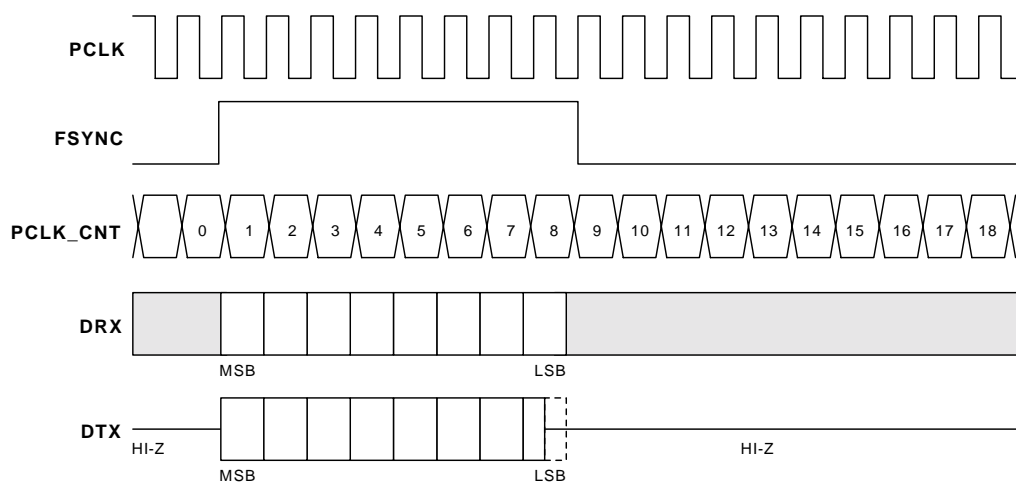 PCLK
FSYNC
PCLK_CNT 0 1 2 3 4 5 6 7 8 9 10 11 12 13 14 15 16 17 18
DRX
MSB LSB
DTX
HI-Z HI-Z
MSB LSB